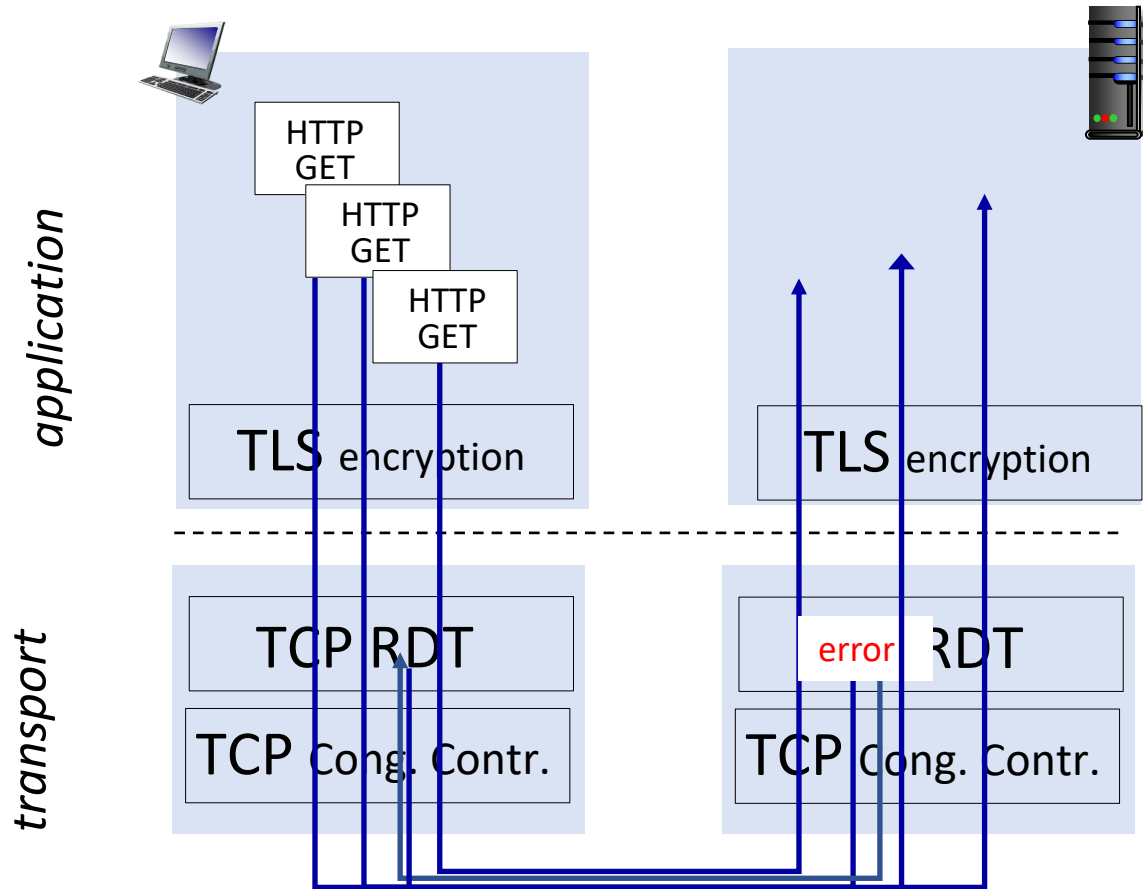 application
HTTP
GET
HTTP
GET
HTTP
GET
TLS encryption
TLS encryption
transport
TCP RDT
error RDT
TCP Cong. Contr.
TCP Cong. Contr.